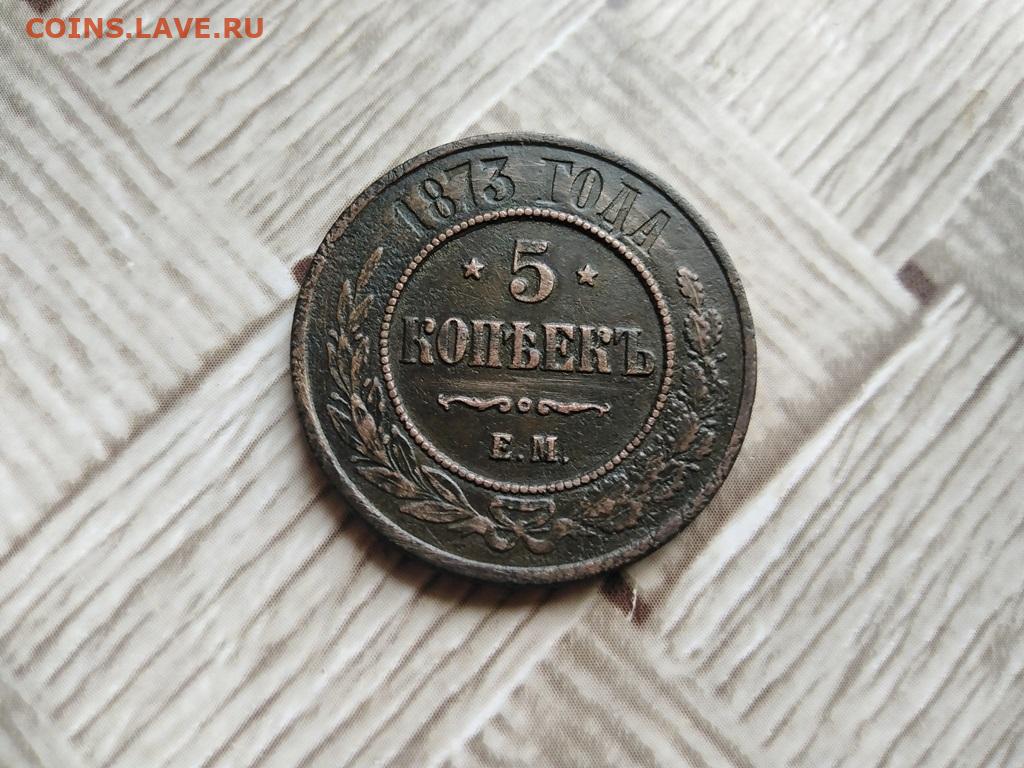 COINS.LAVE.RU
1873 ГОДА
★ 5 ★
КОПѢЕКЪ
Е.М.